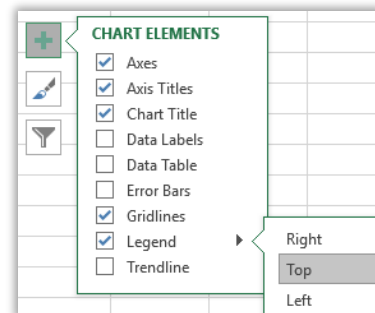 CHART ELEMENTS
Axes
Axis Titles
Chart Title
Data Labels
Data Table
Error Bars
Gridlines
Legend
Trendline
Right
Top
Left